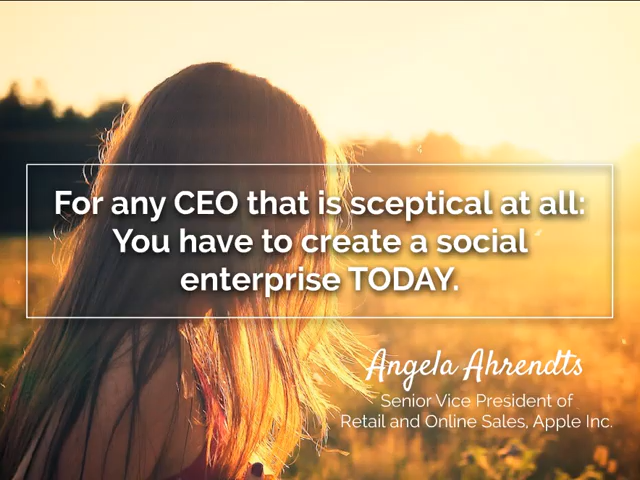 For any CEO that is sceptical at all:
You have to create a social
enterprise TODAY.
Angela Ahrendts
Senior Vice President of
Retail and Online Sales, Apple Inc.